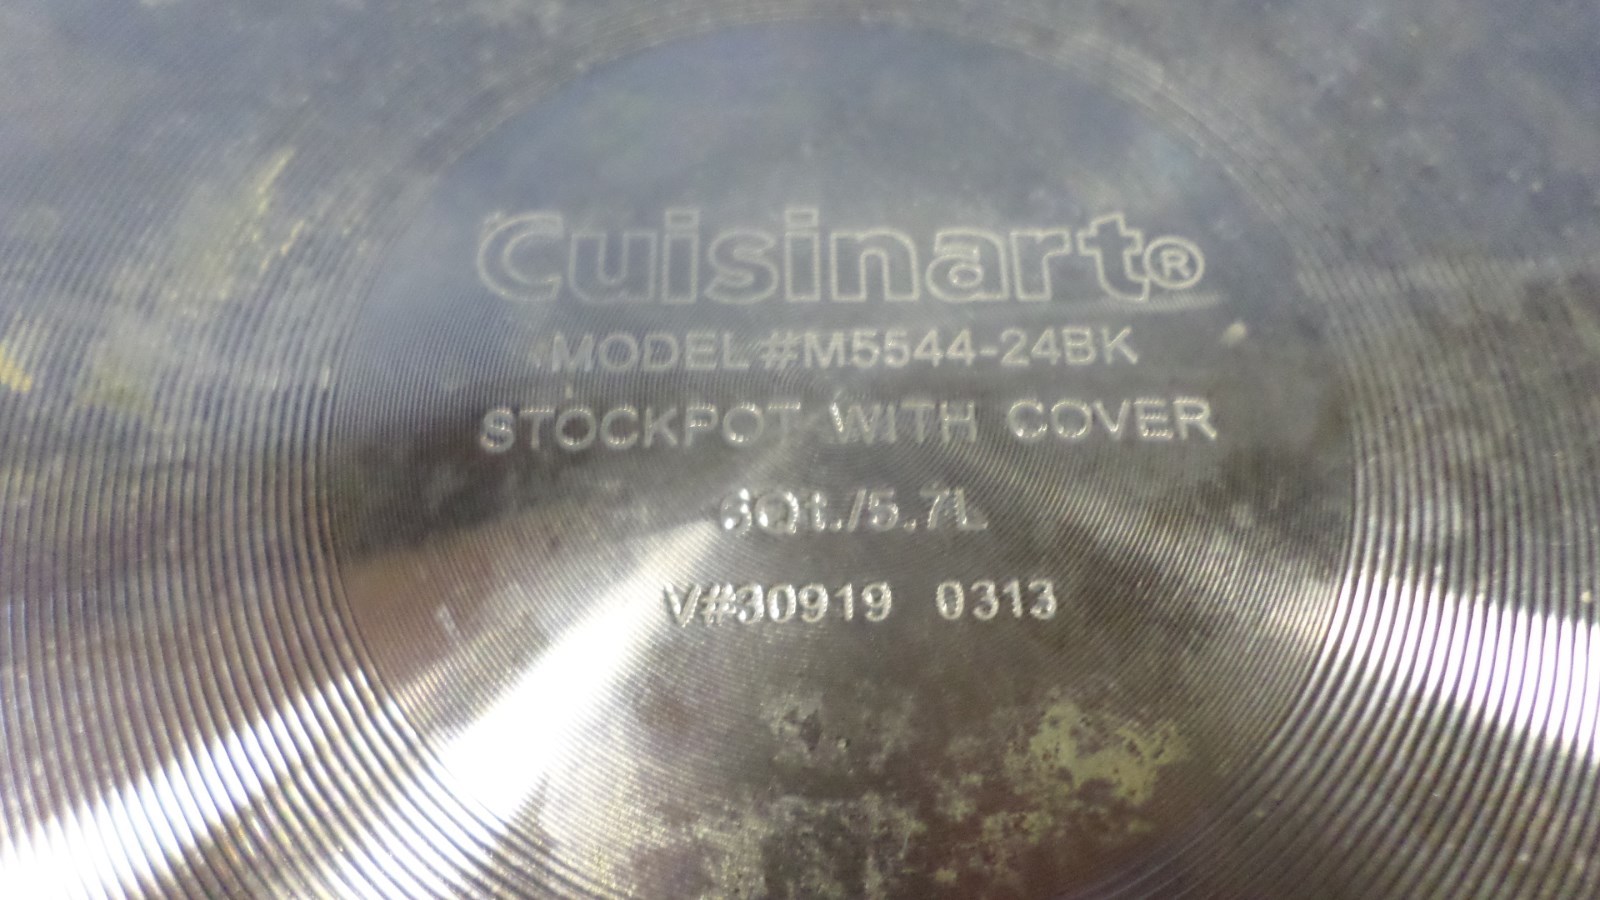 Cuisinart®
MODEL #M5544-24BK
STOCKPOT WITH COVER
6Qt./5.7L
V#30919 0313